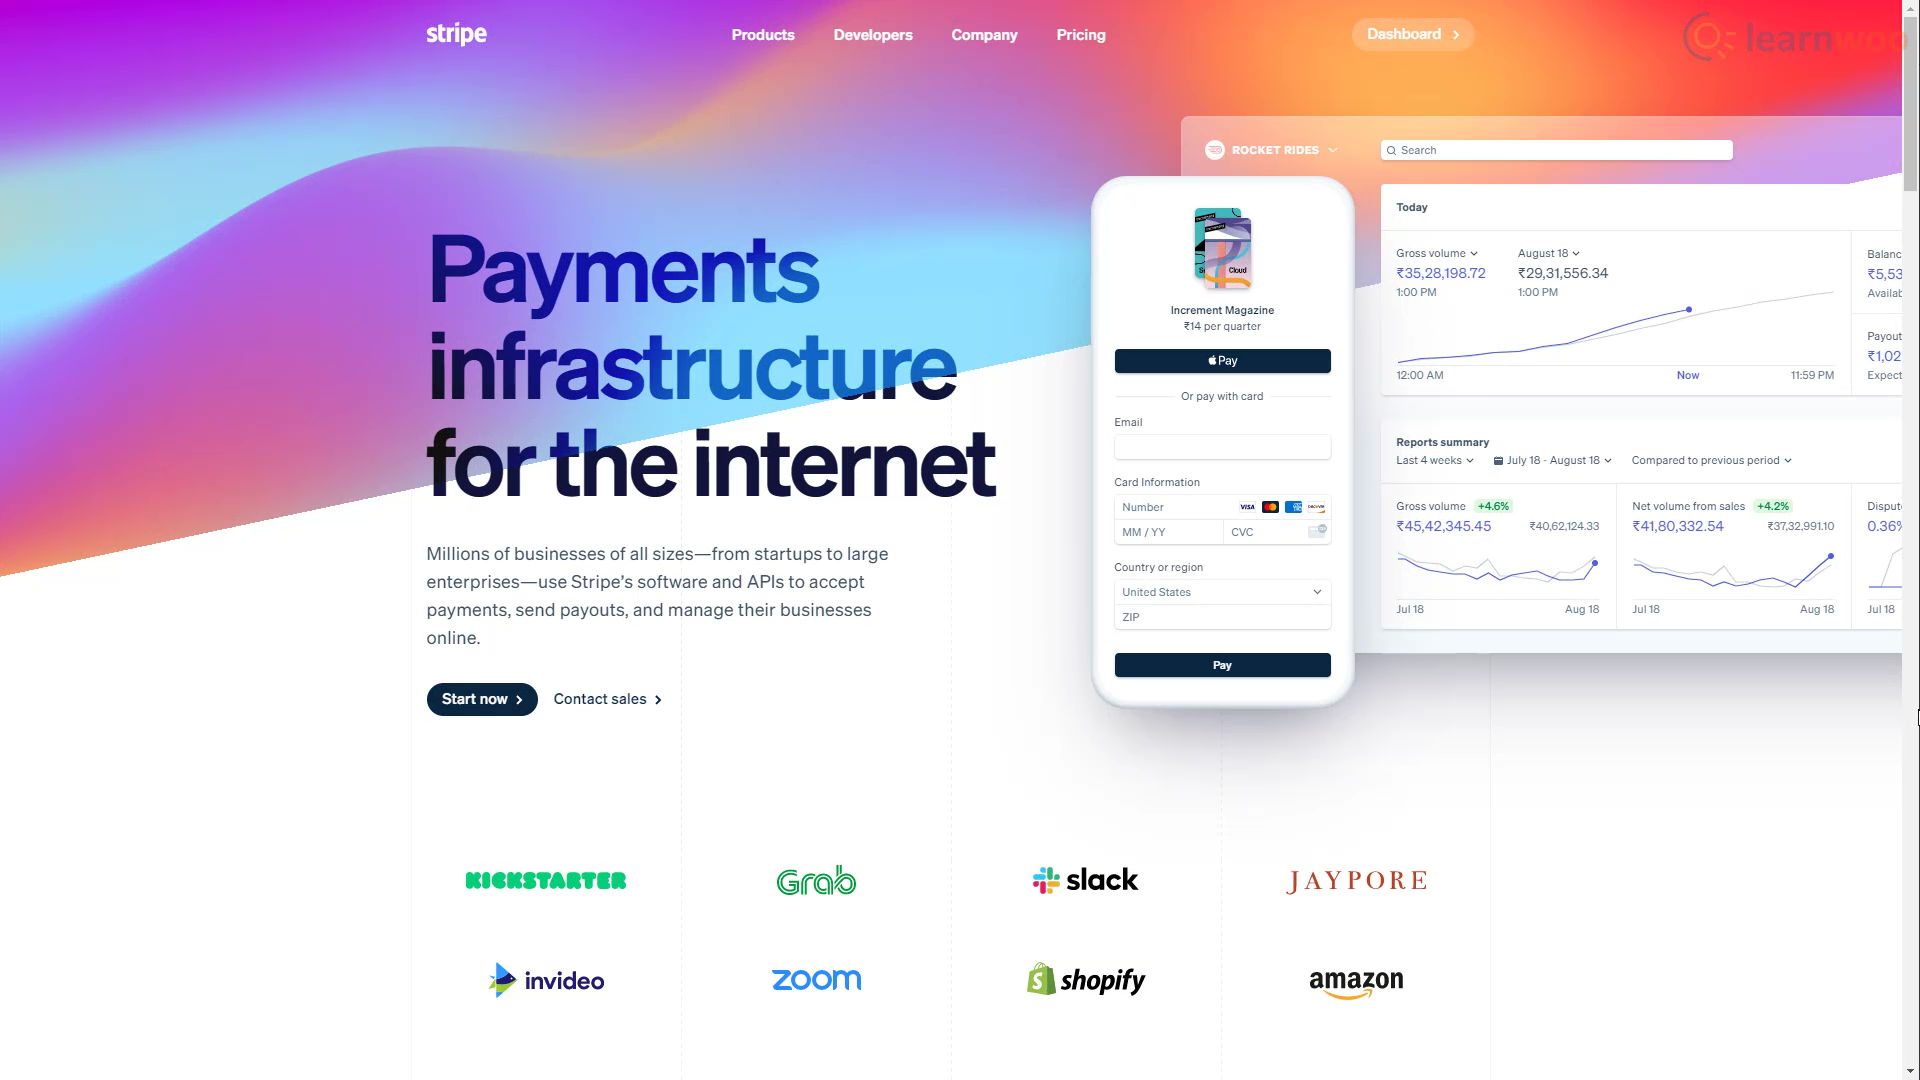 stripe
Products Developers Company Pricing
Dashboard
learnwoo
ROCKET RIDES
Search
Payments
infrastructure
for the internet
Millions of businesses of all sizes—from startups to large
enterprises—use Stripe’s software and APIs to accept
payments, send payouts, and manage their businesses
online.
Start now Contact sales
Cloud
Increment Magazine
₹14 per quarter
Pay
Or pay with card
Email
Card Information
Number VISA
MM / YY CVC
Country or region
United States
ZIP
Pay
Today
Gross volume August 18
₹35,28,198.72 ₹29,31,556.34
1:00 PM 1:00 PM
12:00 AM Now 11:59 PM
Balanc
₹5,53
Availab
Payout
₹1,02
Expect
Reports summary
Last 4 weeks July 18 - August 18 Compared to previous period
Gross volume +4.6%
₹45,42,345.45 ₹40,62,124.33
Jul 18 Aug 18
Net volume from sales +4.2%
₹41,80,332.54 ₹37,32,991.10
Jul 18 Aug 18
Disput
0.36%
Jul 18
KICKSTARTER Grab slack JAYPORE
invideo zoom shopify amazon